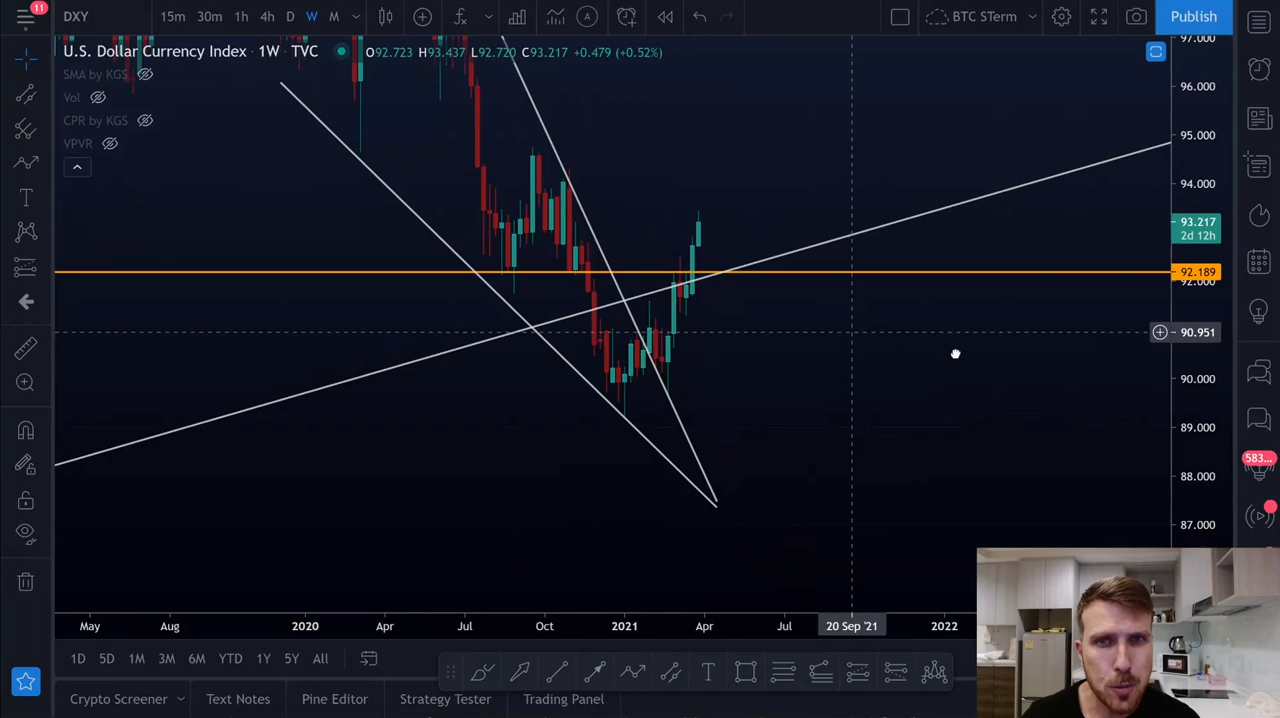 11
DXY
15m 30m 1h 4h D W M
BTC STerm
Publish
U.S. Dollar Currency Index · 1W · TVC
O92.723 H93.437 L92.720 C93.217 +0.479 (+0.52%)
SMA by KGS
Vol
CPR by KGS
VPVR
97.000
96.000
95.000
94.000
93.217
2d 12h
92.189
92.000
90.951
90.000
89.000
88.000
87.000
583...
May Aug 2020 Apr Jul Oct 2021 Apr Jul 20 Sep '21 2022
1D 5D 1M 3M 6M YTD 1Y 5Y All
Crypto Screener Text Notes Pine Editor Strategy Tester Trading Panel